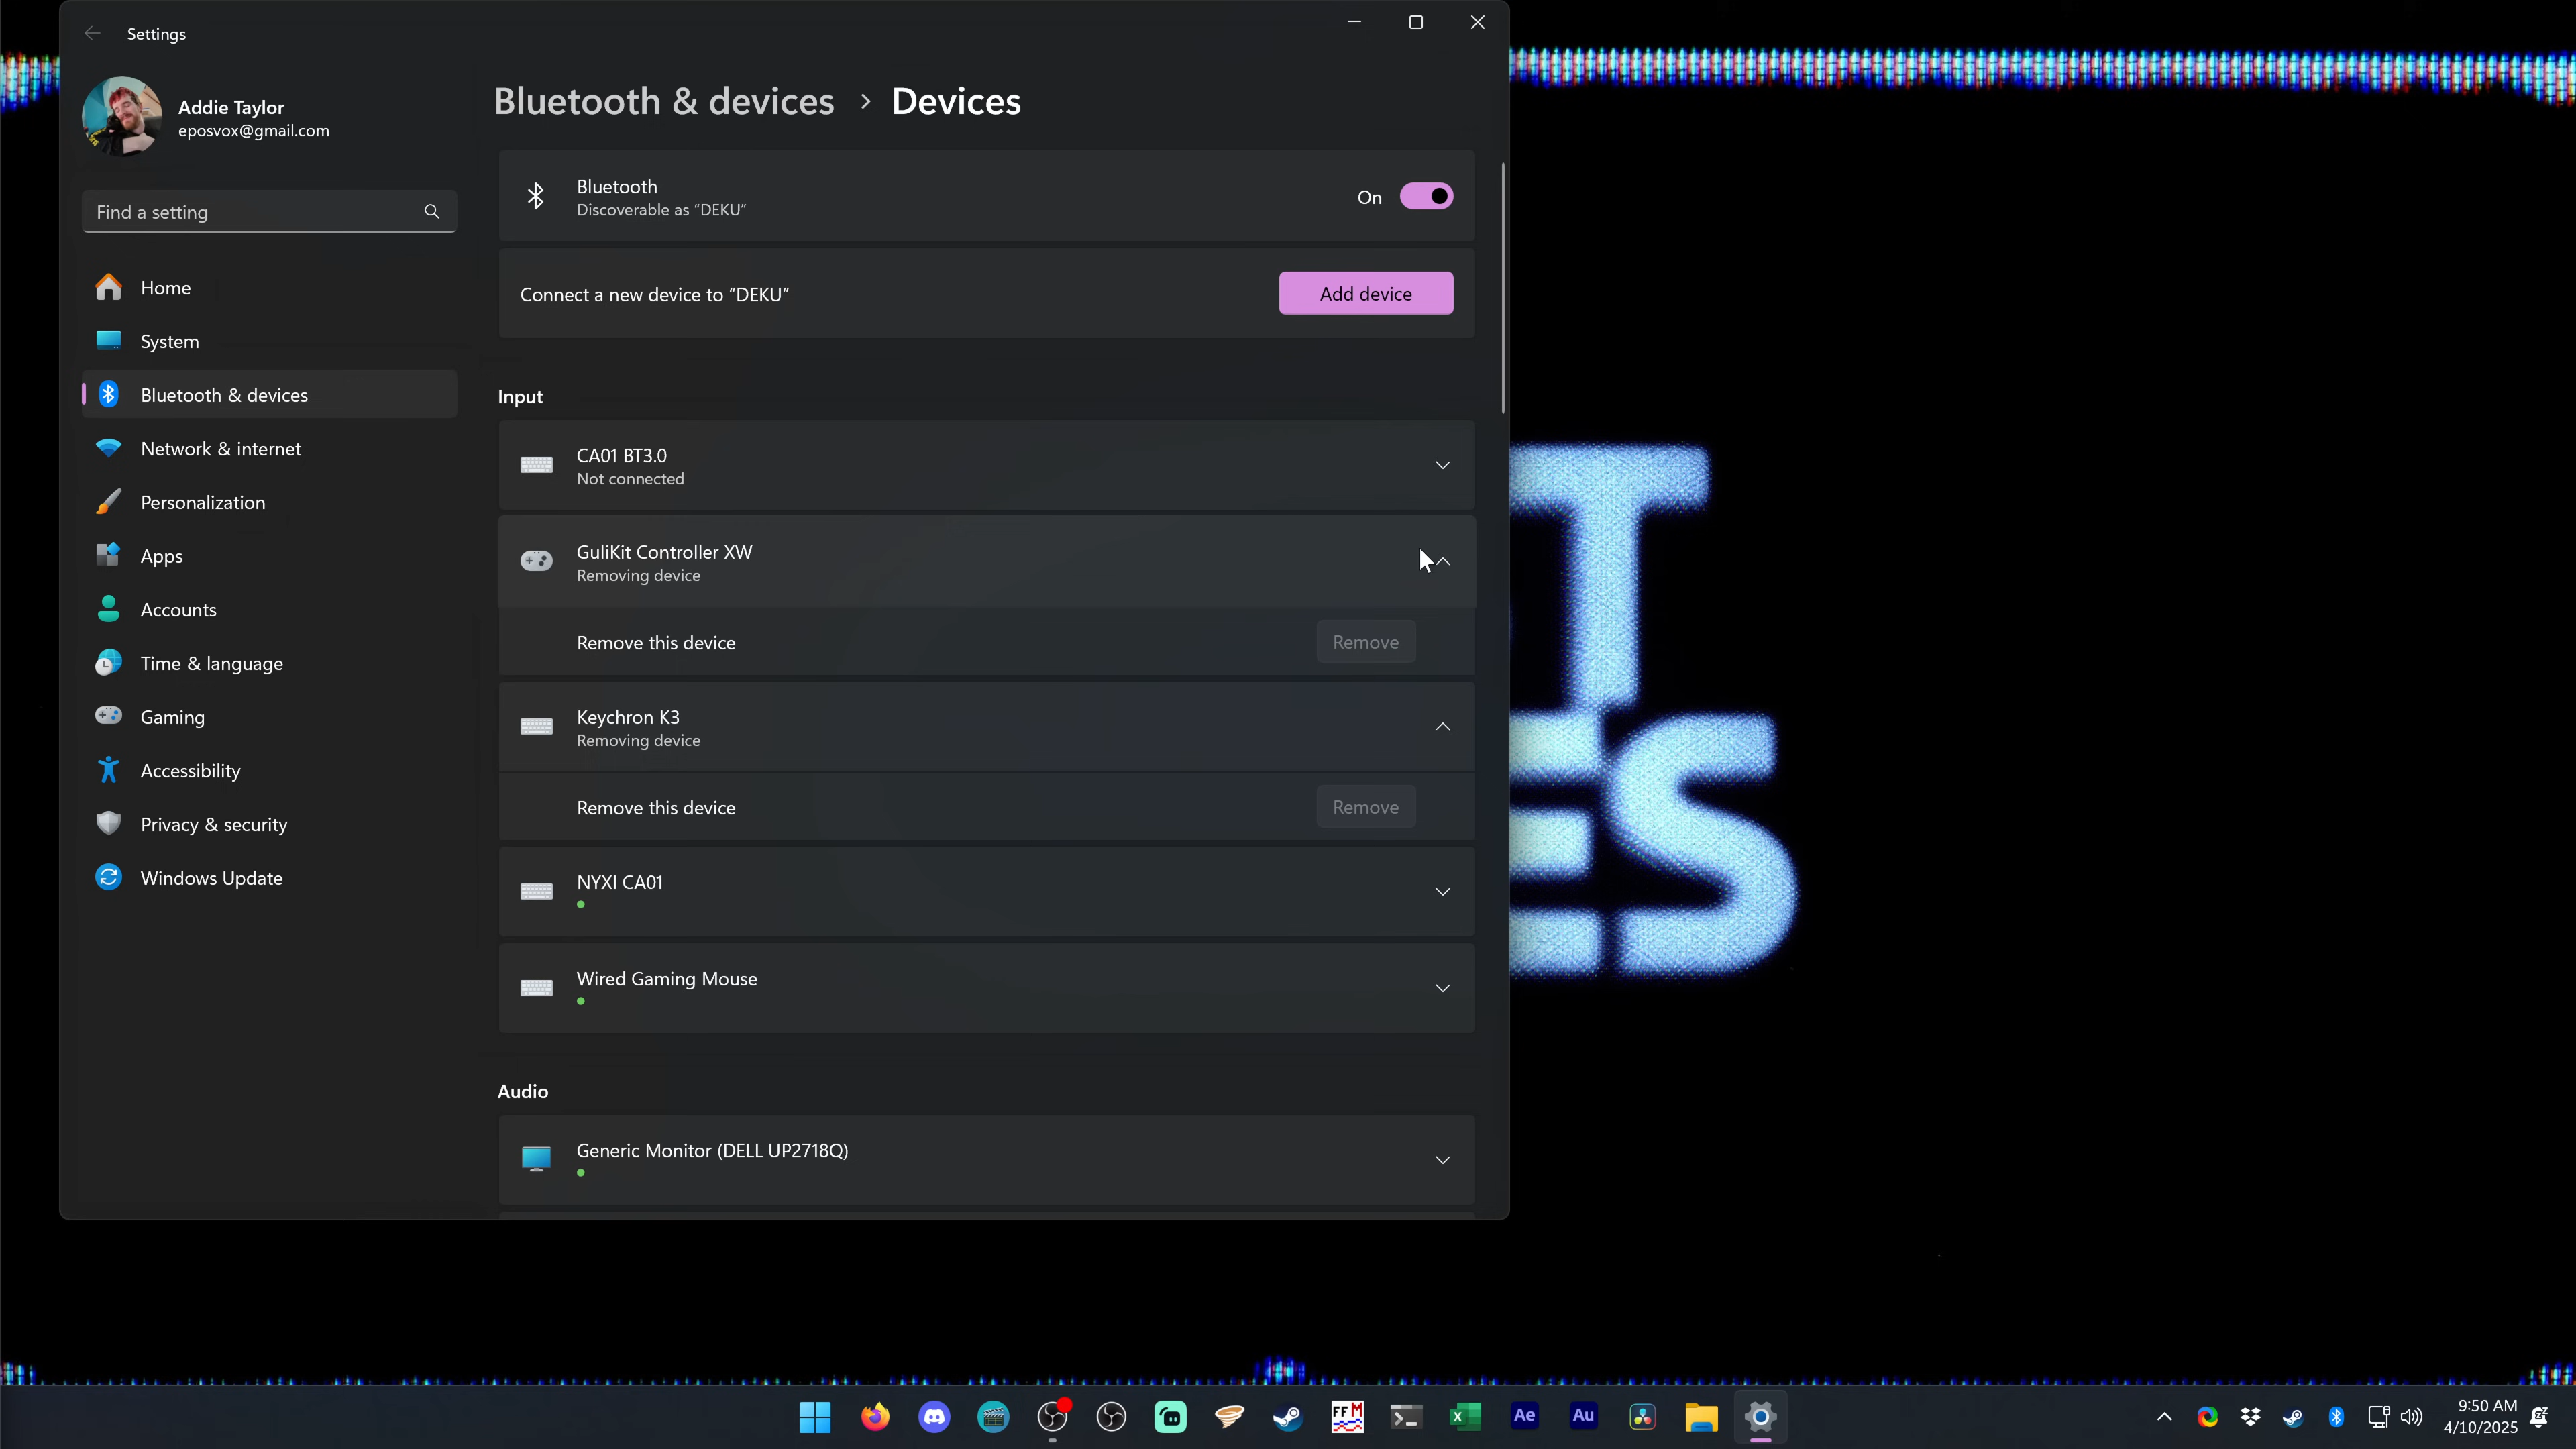 Settings
Addie Taylor
eposvox@gmail.com
Find a setting
Home
System
Bluetooth & devices
Network & internet
Personalization
Apps
Accounts
Time & language
Gaming
Accessibility
Privacy & security
Windows Update
Bluetooth & devices > Devices
Bluetooth
Discoverable as “DEKU”
On
Connect a new device to “DEKU”
Add device
Input
CA01 BT3.0
Not connected
GuliKit Controller XW
Removing device
Remove this device
Remove
Keychron K3
Removing device
Remove this device
Remove
NYXI CA01
Wired Gaming Mouse
Audio
Generic Monitor (DELL UP2718Q)
T
ES
FFM
Ae
Au
9:50 AM
4/10/2025